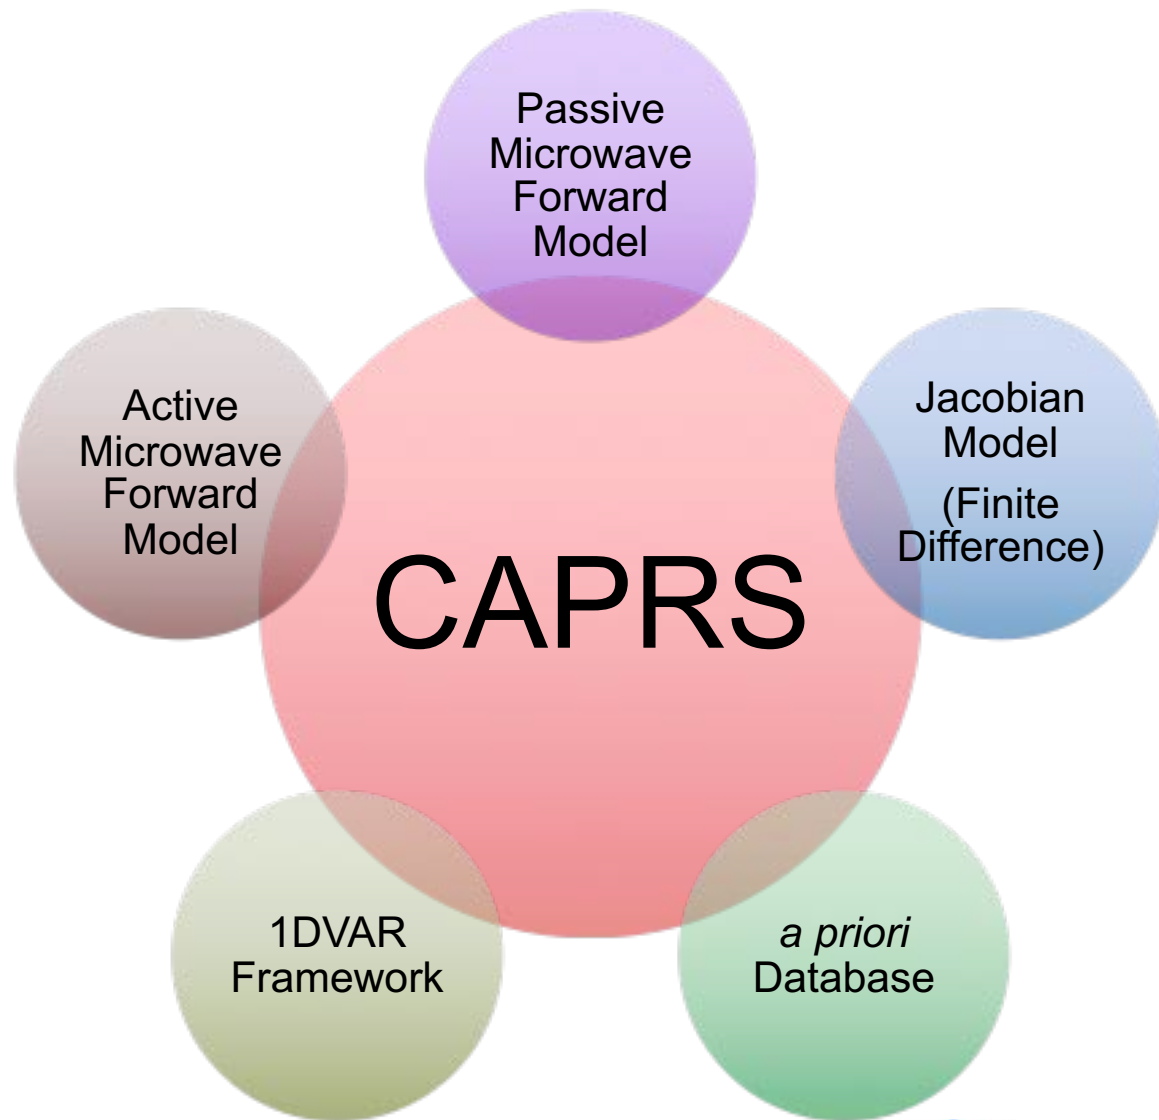 Passive
Microwave
Forward
Model
Active
Microwave
Forward
Model
Jacobian
Model
(Finite
Difference)
CAPRS
1DVAR
Framework
a priori
Database